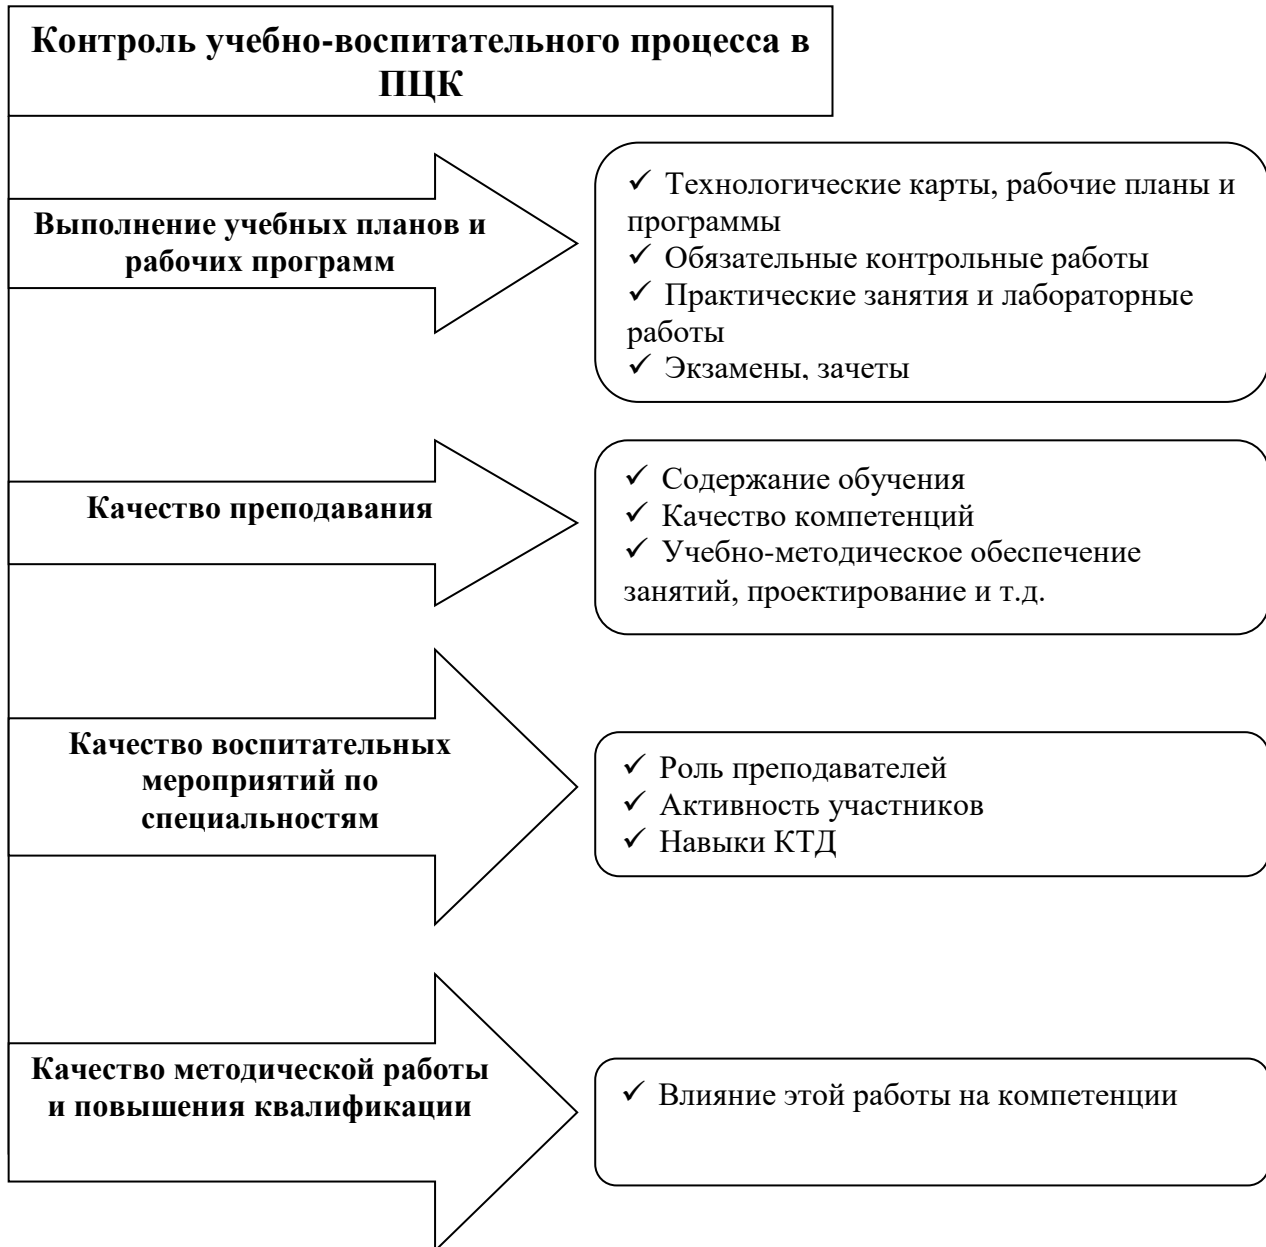 Контроль учебно-воспитательного процесса в
ПЦК
Выполнение учебных планов и
рабочих программ
✓ Технологические карты, рабочие планы и
программы
✓ Обязательные контрольные работы
✓ Практические занятия и лабораторные
работы
✓ Экзамены, зачеты
Качество преподавания
✓ Содержание обучения
✓ Качество компетенций
✓ Учебно-методическое обеспечение
занятий, проектирование и т.д.
Качество воспитательных
мероприятий по
специальностям
✓ Роль преподавателей
✓ Активность участников
✓ Навыки КТД
Качество методической работы
и повышения квалификации
✓ Влияние этой работы на компетенции